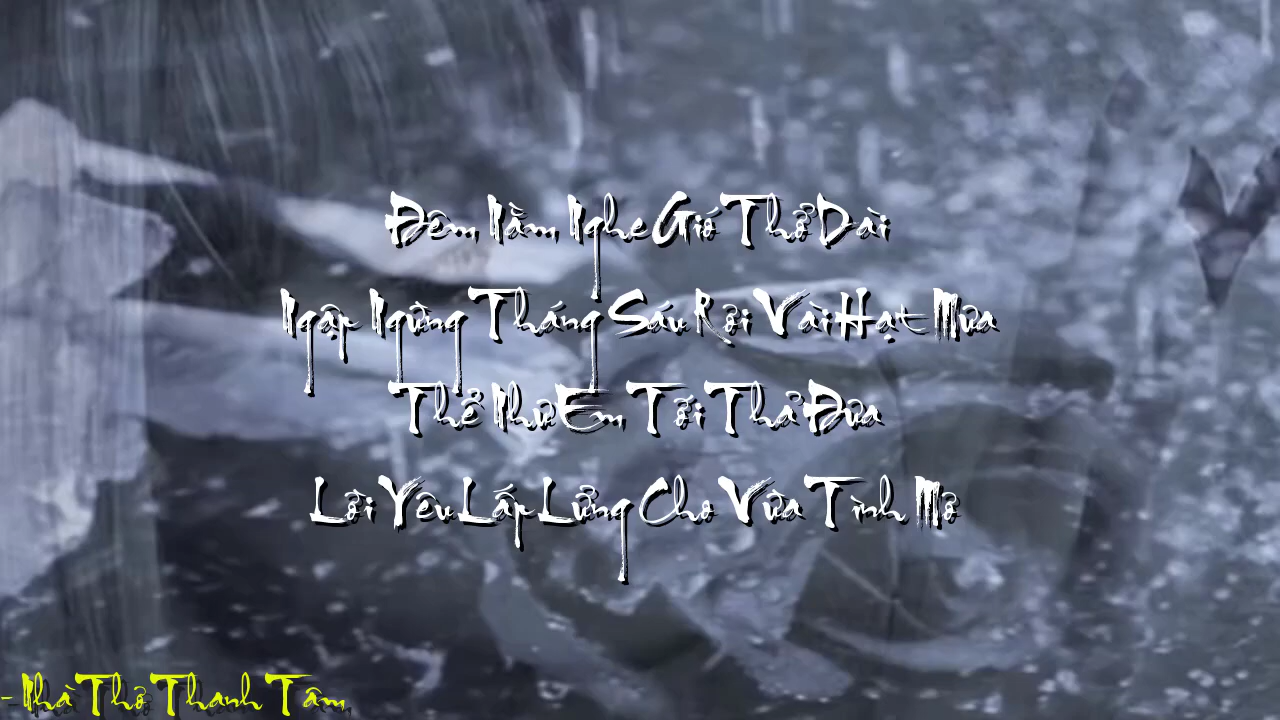 Đêm Nằm Nghe Gió Thở Dài
Ngập Ngừng Tháng Sáu Rơi Vài Hạt Mưa
Thể Như Em Tới Thả Đưa
Lời Yêu Lấp Lửng Cho Vừa Tình Mơ
- Nhà Thơ Thanh Tâm